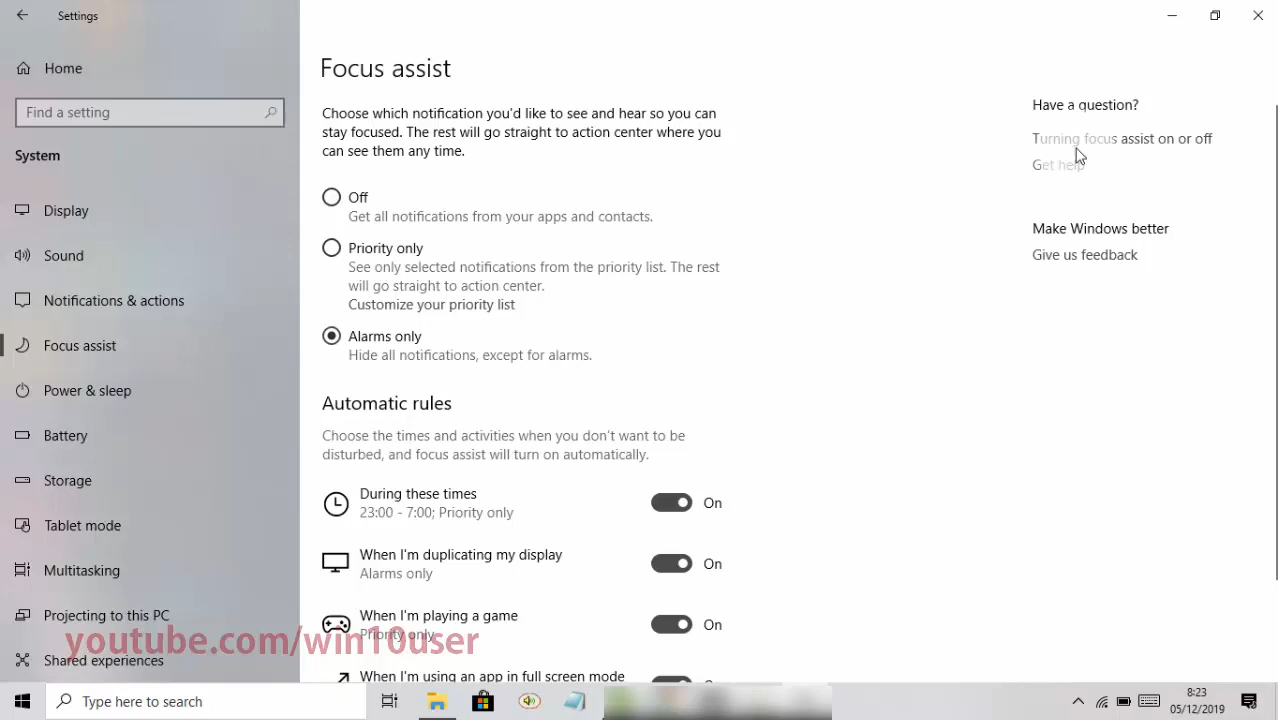 Settings
Home
Find a setting
System
Display
Sound
Notifications & actions
Focus assist
Power & sleep
Battery
Storage
Tablet mode
Multitasking
Projecting to this PC
Shared experiences
youtube.com/win10user
Focus assist
Choose which notification you'd like to see and hear so you can
stay focused. The rest will go straight to action center where you
can see them any time.
Off
Get all notifications from your apps and contacts.
Priority only
See only selected notifications from the priority list. The rest
will go straight to action center.
Customize your priority list
Alarms only
Hide all notifications, except for alarms.
Automatic rules
Choose the times and activities when you don't want to be
disturbed, and focus assist will turn on automatically.
During these times
23:00 - 7:00; Priority only
On
When I'm duplicating my display
Alarms only
On
When I'm playing a game
Priority only
On
When I'm using an app in full screen mode
Have a question?
Turning focus assist on or off
Get help
Make Windows better
Give us feedback
Type here to search
8:23
05/12/2019